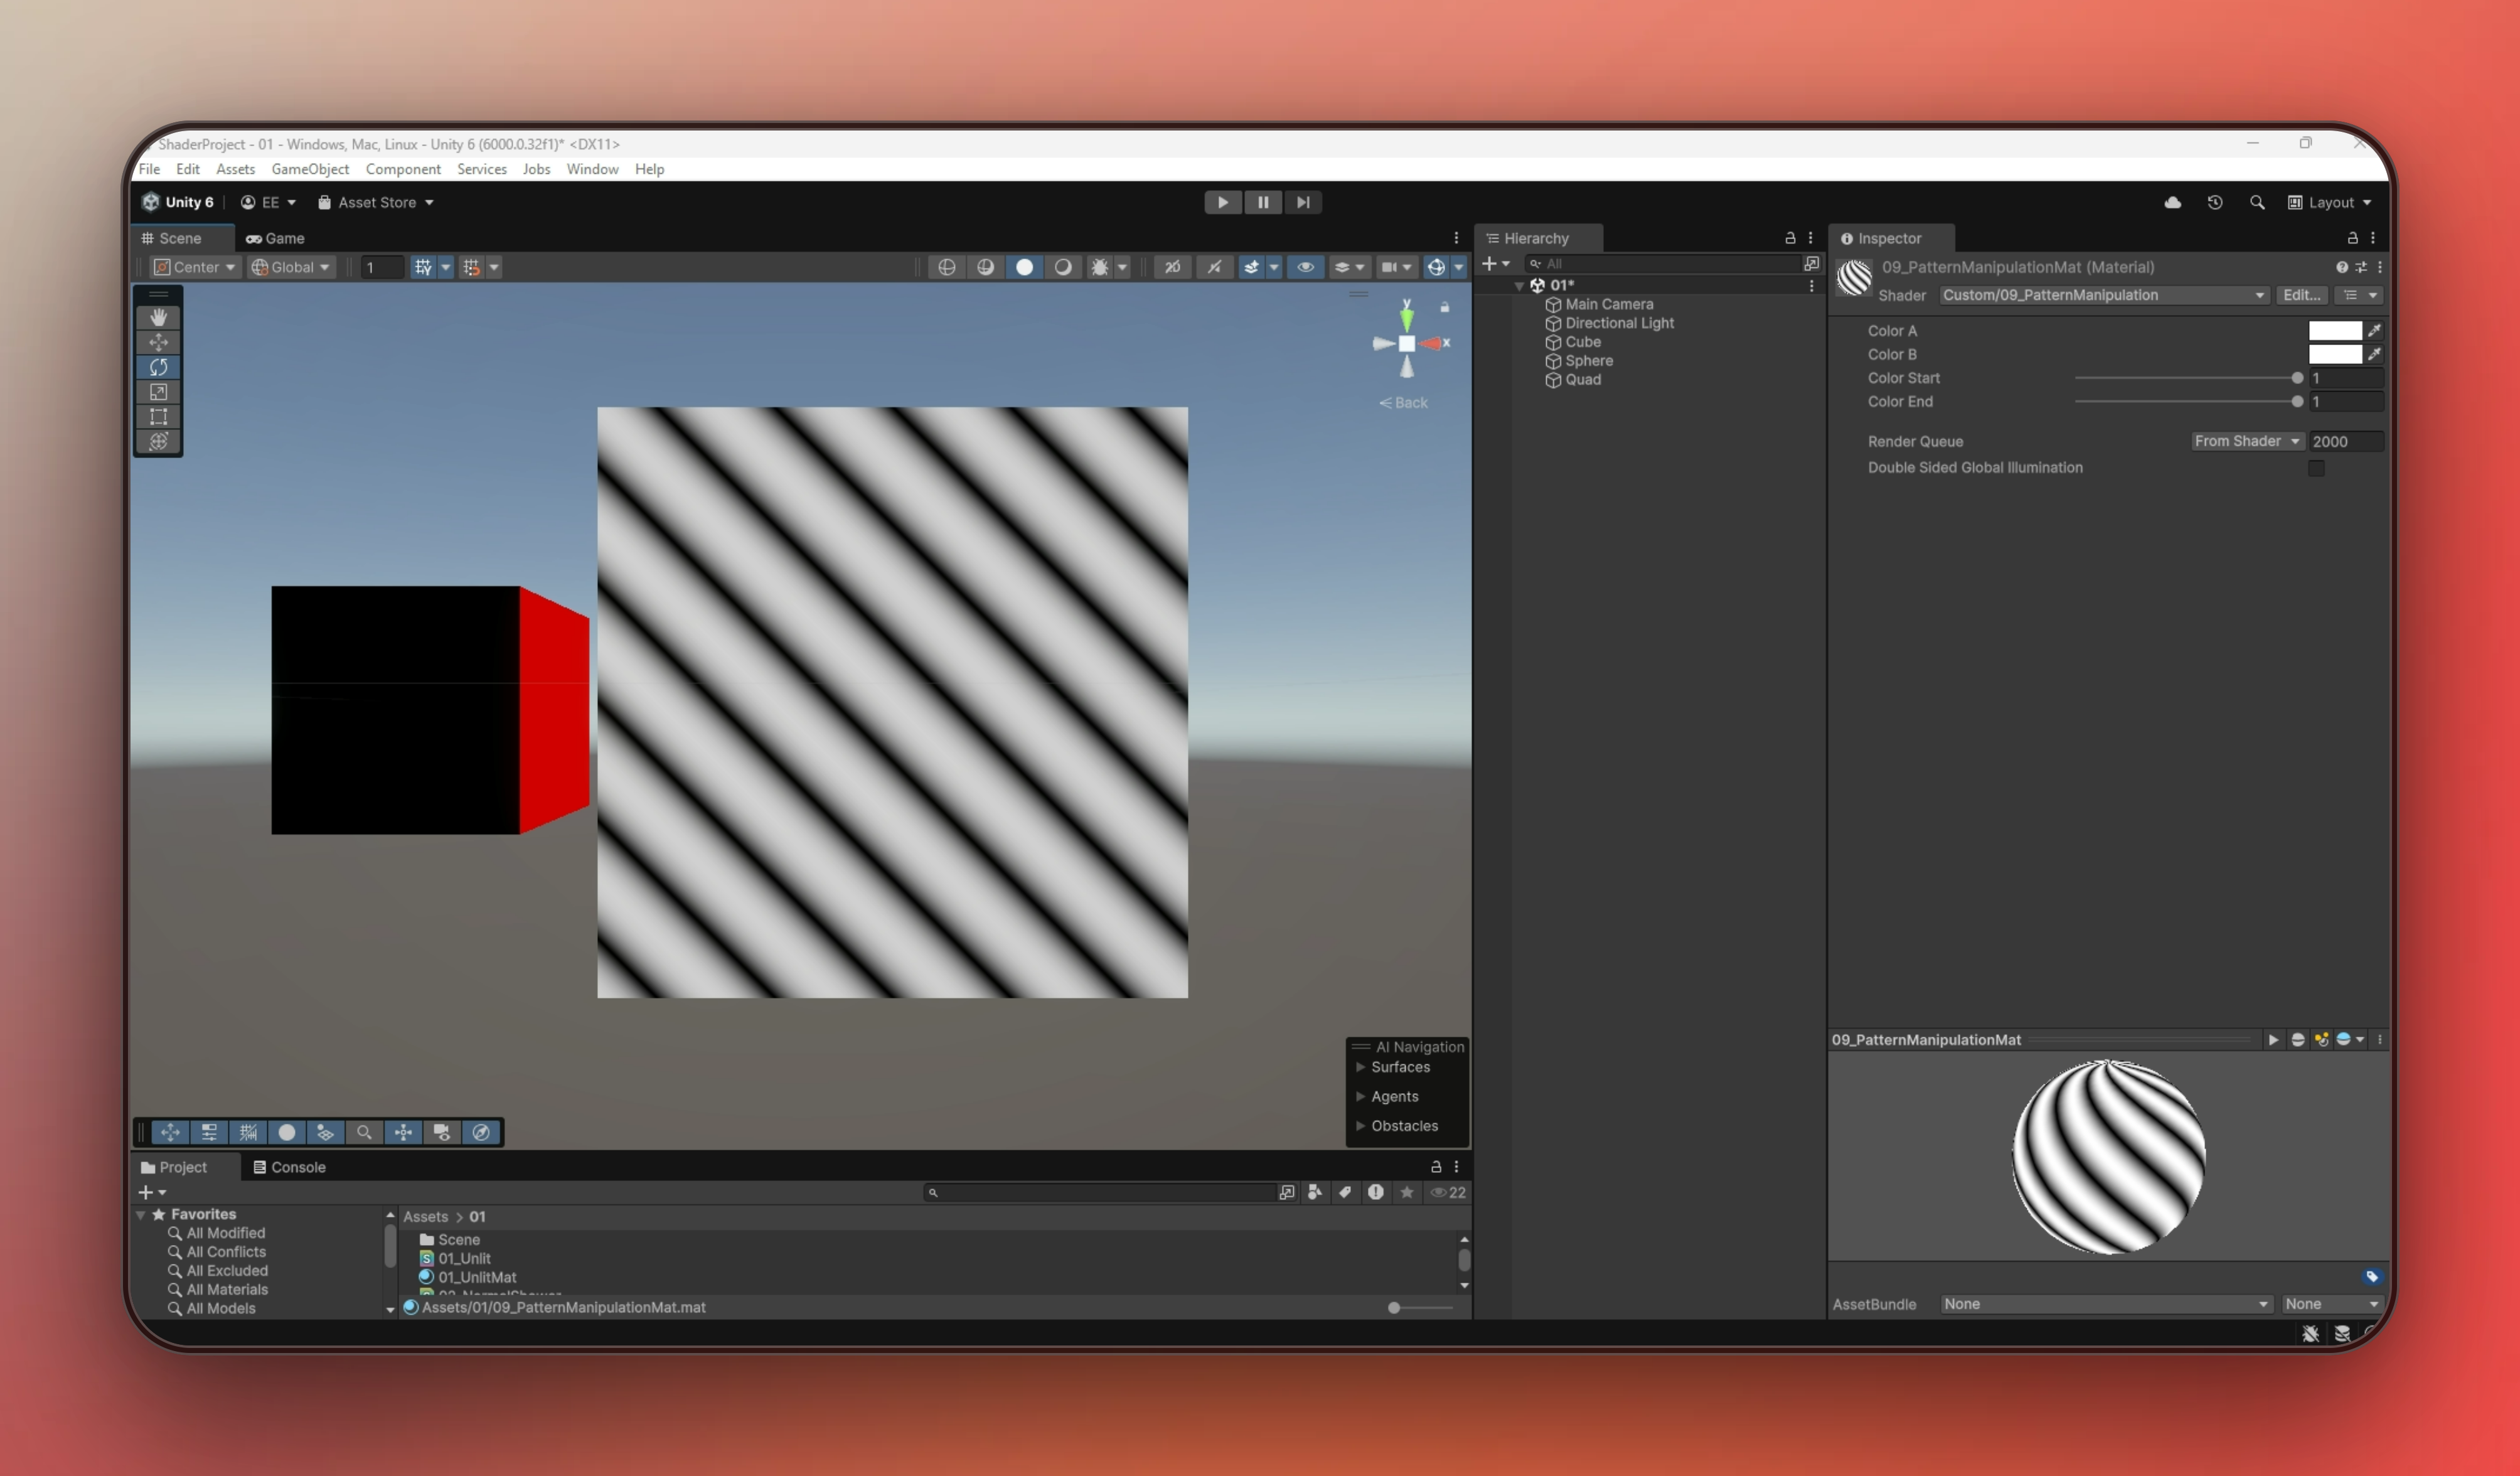 ShaderProject - 01 - Windows, Mac, Linux - Unity 6 (6000.0.32f1)* <DX11>
File Edit Assets GameObject Component Services Jobs Window Help
Unity 6 EE Asset Store Layout
Scene Game
Center Global 1 2D
y
x
Back
AI Navigation
Surfaces
Agents
Obstacles
Hierarchy
All
01*
Main Camera
Directional Light
Cube
Sphere
Quad
Inspector
09_PatternManipulationMat (Material)
Shader Custom/09_PatternManipulation Edit...
Color A
Color B
Color Start 1
Color End 1
Render Queue From Shader 2000
Double Sided Global Illumination
09_PatternManipulationMat
AssetBundle None None
Project Console
22
Favorites
All Modified
All Conflicts
All Excluded
All Materials
All Models
Assets > 01
Scene
01_Unlit
01_UnlitMat
Assets/01/09_PatternManipulationMat.mat